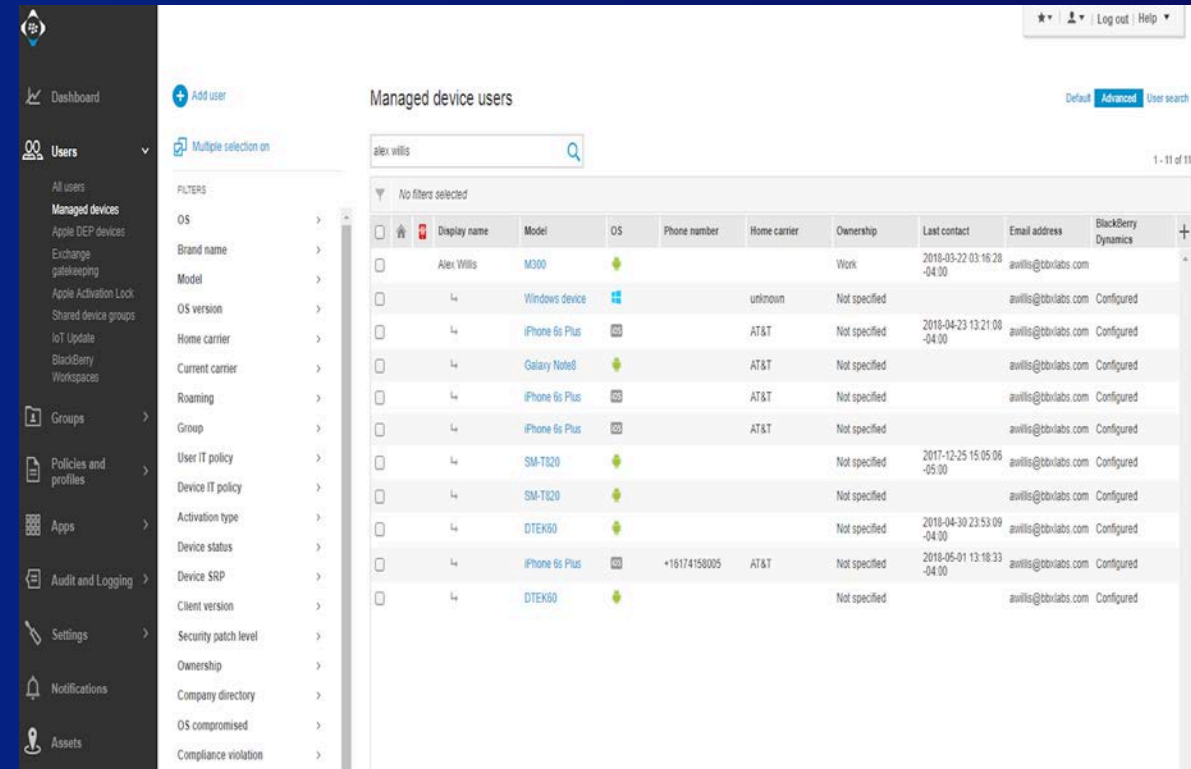 Log out | Help
Dashboard
Users
All users
Managed devices
Apple DEP devices
Exchange
gatekeeping
Apple Activation Lock
Shared device groups
IoT Update
BlackBerry
Workspaces
Groups
Policies and
profiles
Apps
Audit and Logging
Settings
Notifications
Assets
Add user
Multiple selection on
FILTERS
OS
Brand name
Model
OS version
Home carrier
Current carrier
Roaming
Group
User IT policy
Device IT policy
Activation type
Device status
Device SRP
Client version
Security patch level
Ownership
Company directory
OS compromised
Compliance violation
Managed device users
Default Advanced User search
alex willis
1 - 11 of 11
No filters selected
Display name Model OS Phone number Home carrier Ownership Last contact Email address BlackBerry Dynamics
Alex Willis M300 Work 2018-03-22 03:16:28 -04:00 awillis@bbxlabs.com
Windows device unknown Not specified awillis@bbxlabs.com Configured
iPhone 6s Plus iOS AT&T Not specified 2018-04-23 13:21:08 -04:00 awillis@bbxlabs.com Configured
Galaxy Note8 AT&T Not specified awillis@bbxlabs.com Configured
iPhone 6s Plus iOS AT&T Not specified awillis@bbxlabs.com Configured
iPhone 6s Plus iOS AT&T Not specified awillis@bbxlabs.com Configured
SM-T820 Not specified 2017-12-25 15:05:06 -05:00 awillis@bbxlabs.com Configured
SM-T820 Not specified awillis@bbxlabs.com Configured
DTEK60 Not specified 2018-04-30 23:53:09 -04:00 awillis@bbxlabs.com Configured
iPhone 6s Plus iOS +16174158005 AT&T Not specified 2018-05-01 13:18:33 -04:00 awillis@bbxlabs.com Configured
DTEK60 Not specified awillis@bbxlabs.com Configured